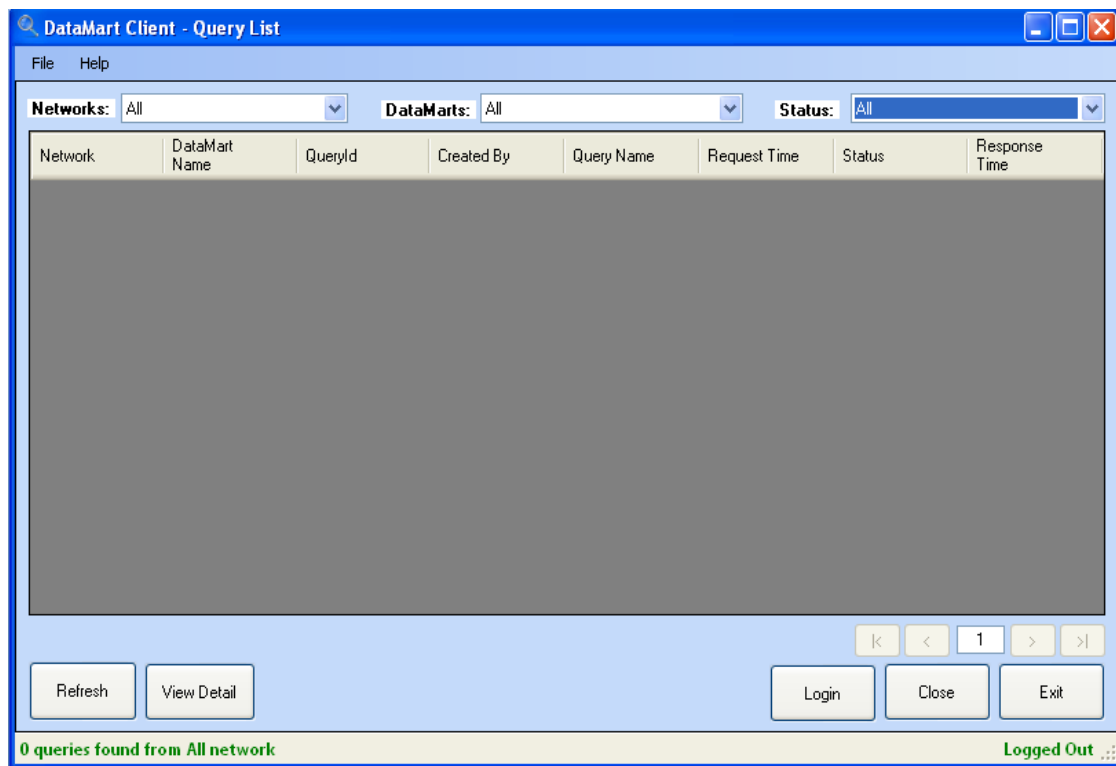 DataMart Client - Query List
File Help
Networks: All DataMarts: All Status: All
Network DataMart Name QueryId Created By Query Name Request Time Status Response Time
|< < 1 > >|
Refresh View Detail Login Close Exit
0 queries found from All network Logged Out